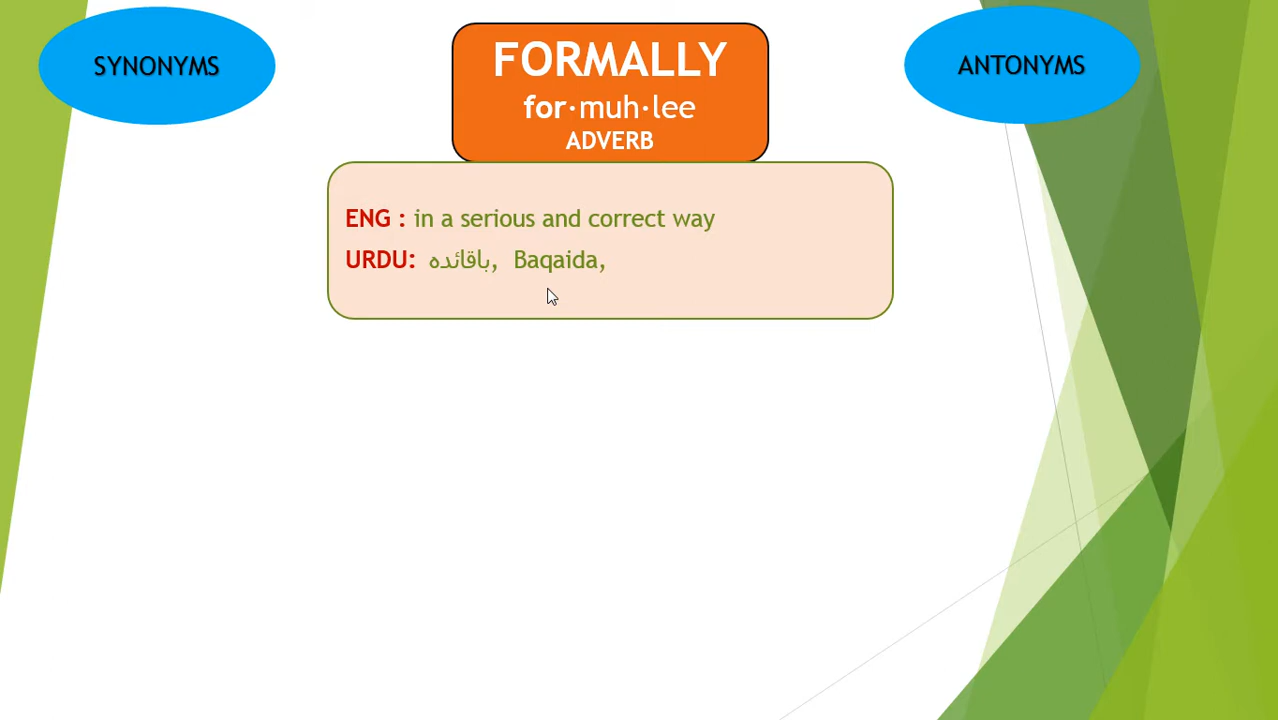 SYNONYMS
FORMALLY
for·muh·lee
ADVERB
ANTONYMS
ENG : in a serious and correct way
URDU: باقائدہ, Baqaida,